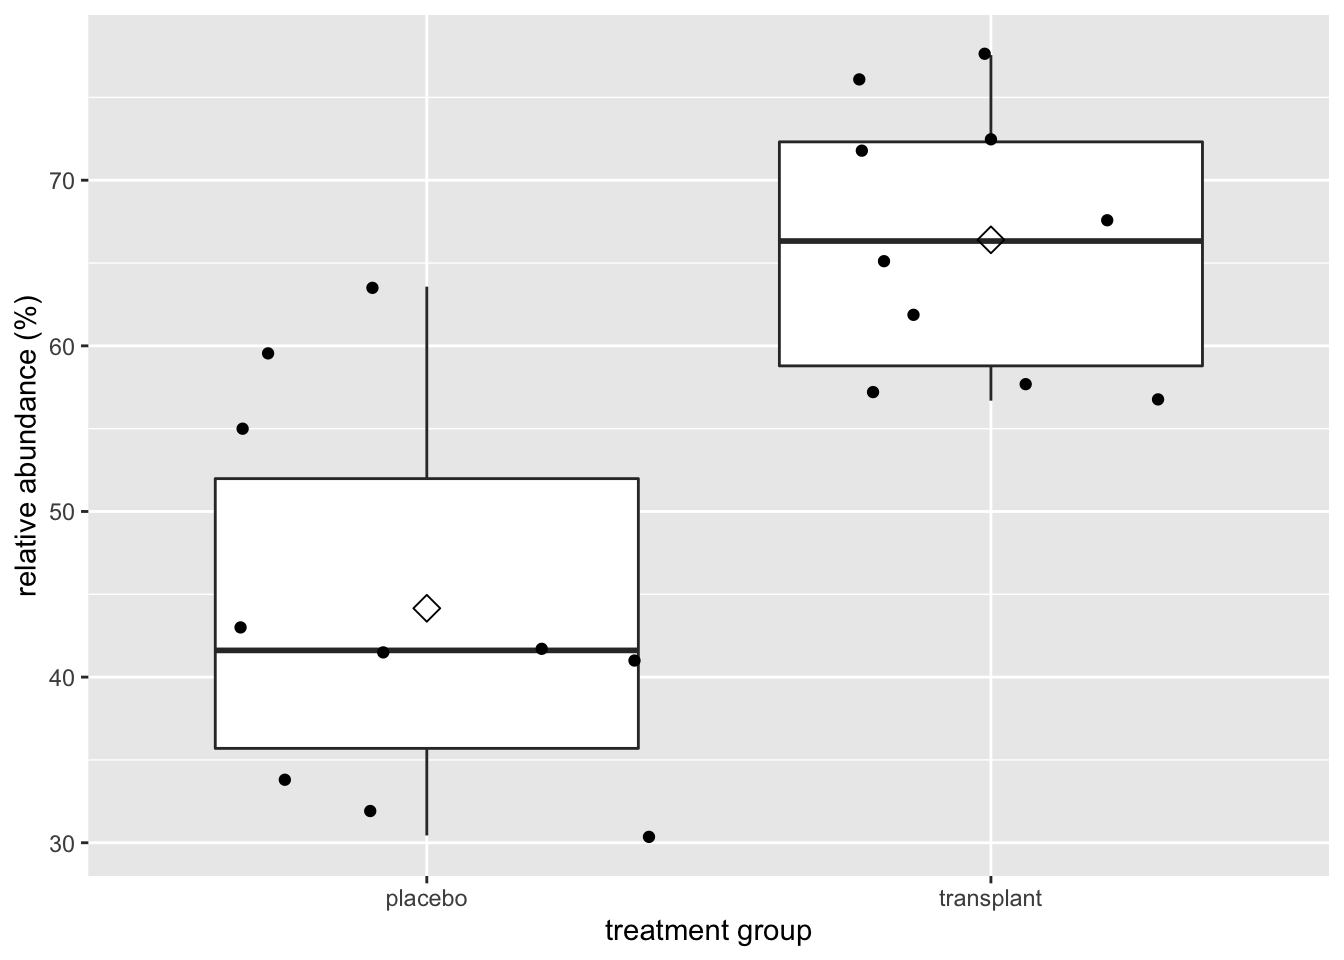 relative abundance (%)
70
60
50
40
30
placebo
transplant
treatment group